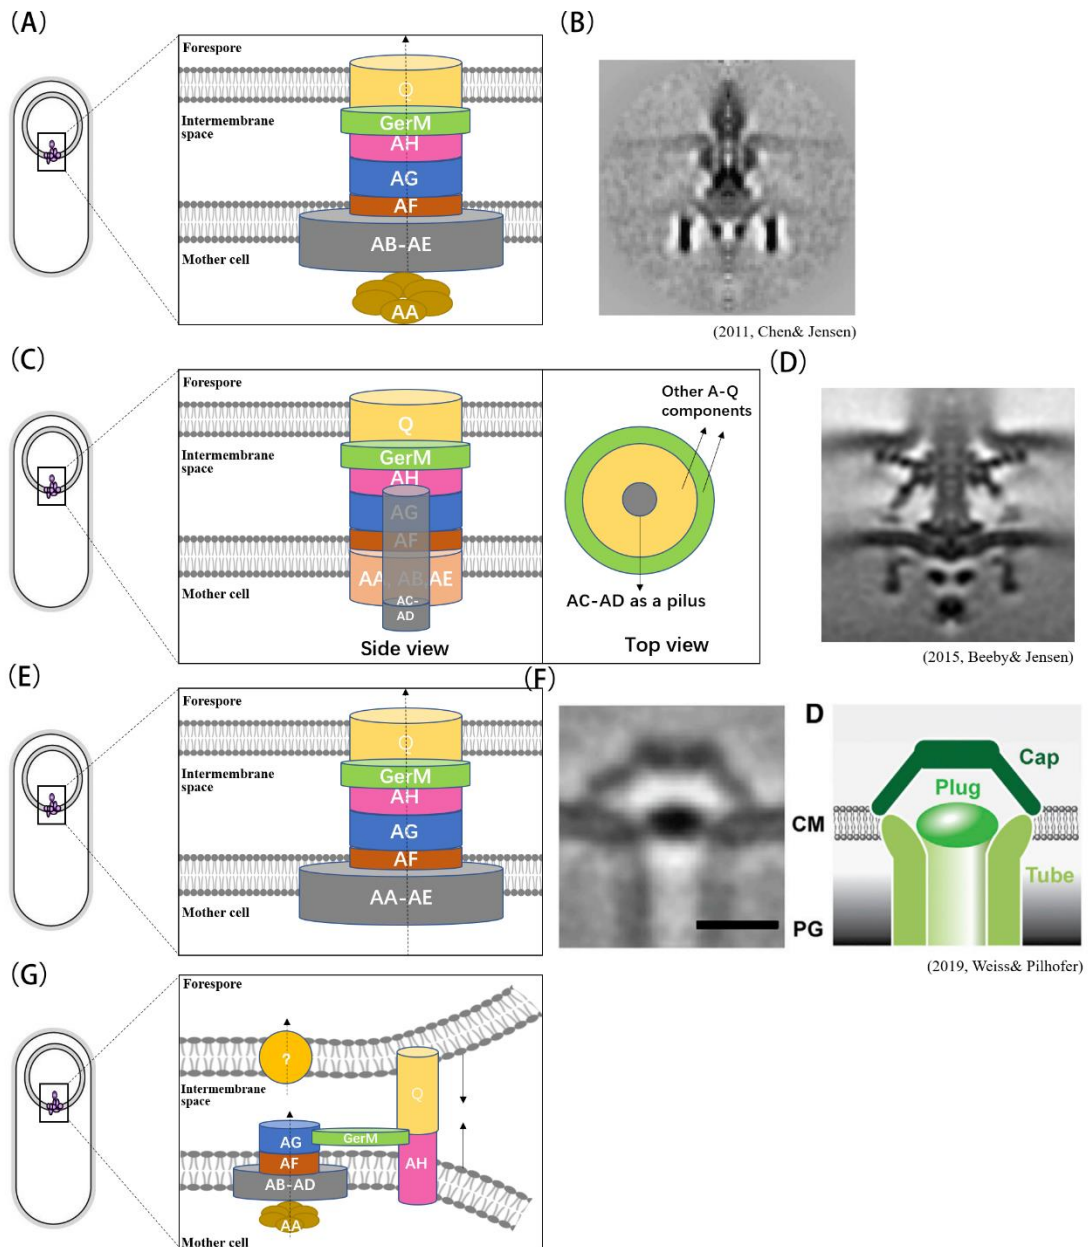 (A)
Forespore
Q
Intermembrane
space
GerM
AH
AG
AF
AB-AE
Mother cell
AA
(B)
(2011, Chen& Jensen)
(C)
Forespore
Q
Intermembrane
space
GerM
AH
AG
AF
AA, AB, AE
Mother cell
AC-
AD
Side view
Other A-Q
components
AC-AD as a pilus
Top view
(D)
(2015, Beeby& Jensen)
(E)
Forespore
Q
Intermembrane
space
GerM
AH
AG
AF
AA-AE
Mother cell
(F)
D
Cap
Plug
CM
Tube
PG
(2019, Weiss& Pilhofer)
(G)
Forespore
?
Intermembrane
space
Q
AG
GerM
AF
AH
AB-AD
AA
Mother cell